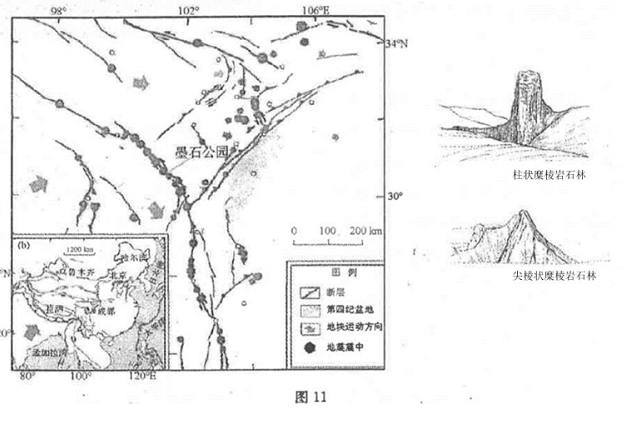 98°
102°
106°E
34°N
墨石公园
柱状糜棱岩石林
30°
0 100 200 km
尖棱状糜棱岩石林
(b)
1200 km
哈尔滨
乌鲁木齐
北京
拉萨
成都
孟加拉湾
80°
100°
120°E
图例
断层
第四纪盆地
地块运动方向
地震震中
图 11